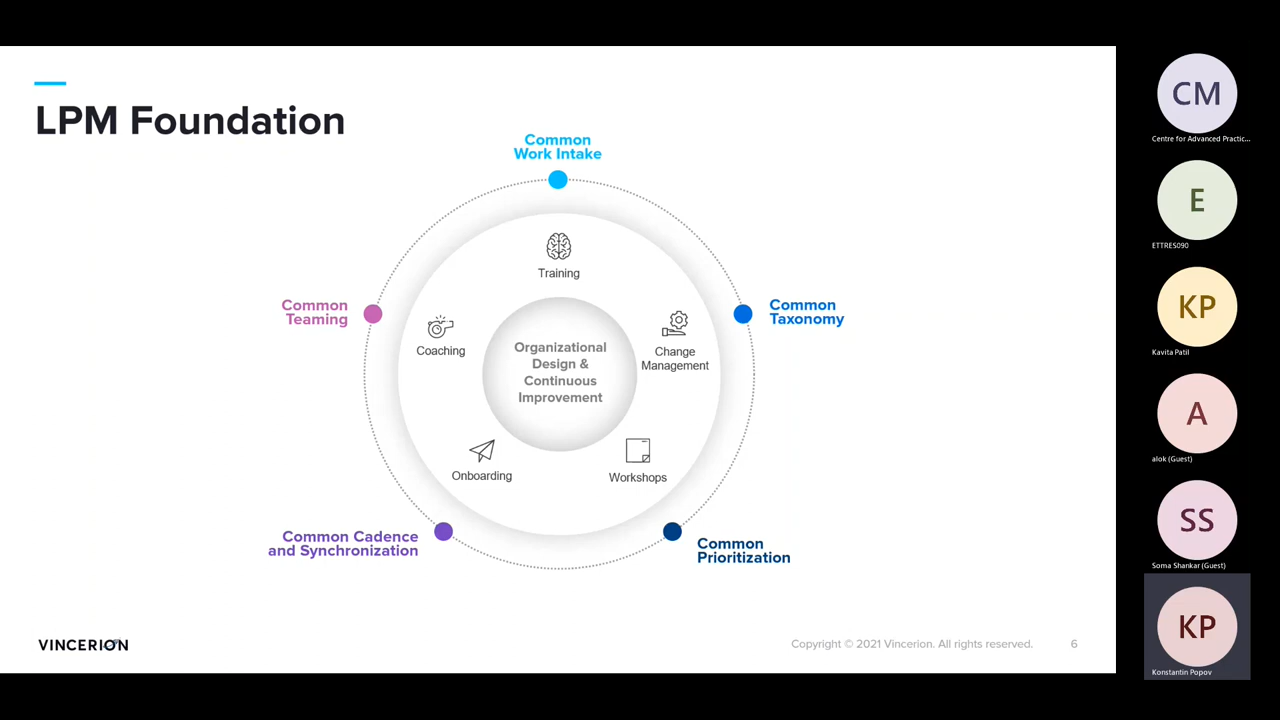 LPM Foundation
Common
Work Intake
Training
Common
Teaming
Common
Taxonomy
Coaching
Change
Management
Organizational
Design &
Continuous
Improvement
Onboarding
Workshops
Common Cadence
and Synchronization
Common
Prioritization
VINCERION
Copyright © 2021 Vincerion. All rights reserved.
6
CM
Centre for Advanced Practic...
E
ETTRES090
KP
Kavita Patil
A
alok (Guest)
SS
Soma Shankar (Guest)
KP
Konstantin Popov